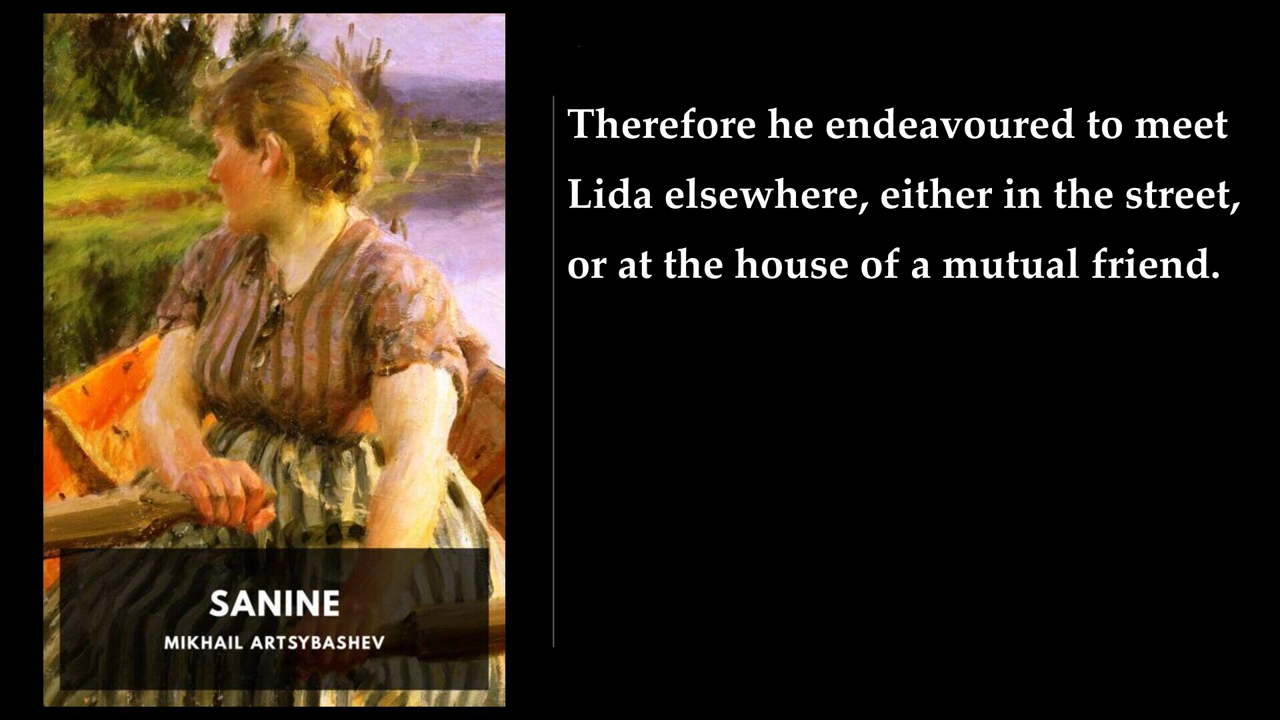 Therefore he endeavoured to meet
Lida elsewhere, either in the street,
or at the house of a mutual friend.
SANINE
MIKHAIL ARTSYBASHEV